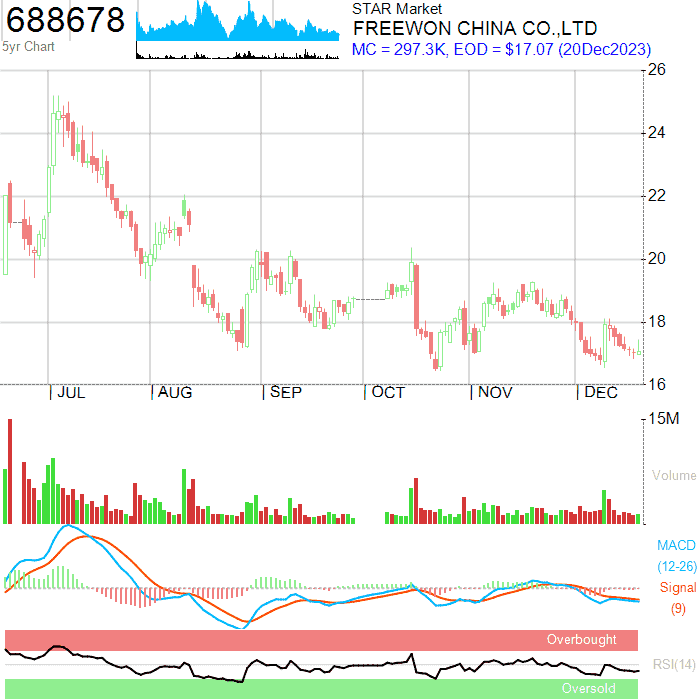 688678
5yr Chart
STAR Market
FREEWON CHINA CO.,LTD
MC = 297.3K, EOD = $17.07 (20Dec2023)
26
24
22
20
18
16
JUL
AUG
SEP
OCT
NOV
DEC
15M
Volume
MACD
(12-26)
Signal
(9)
Overbought
RSI(14)
Oversold